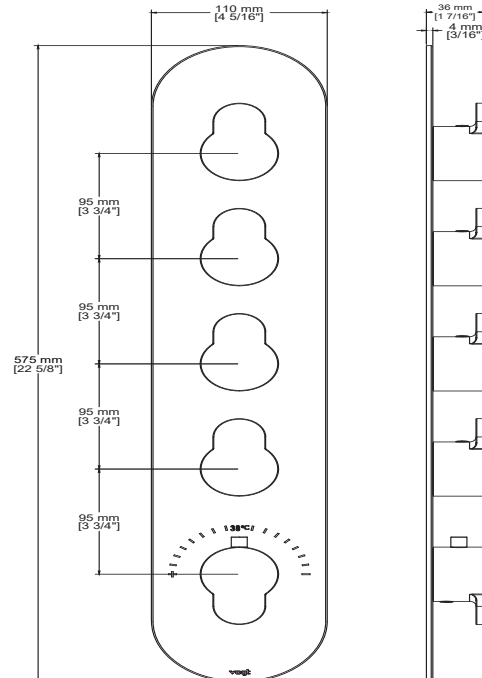 110 mm
[4 5/16"]
36 mm
[1 7/16"]
4 mm
[3/16"]
95 mm
[3 3/4"]
95 mm
[3 3/4"]
575 mm
[22 5/8"]
95 mm
[3 3/4"]
95 mm
[3 3/4"]
38°C
+
vogt